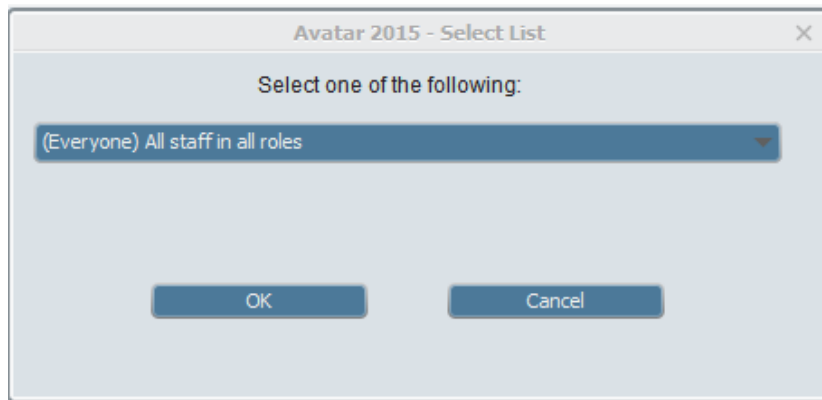 Avatar 2015 - Select List
Select one of the following:
(Everyone) All staff in all roles
OK
Cancel